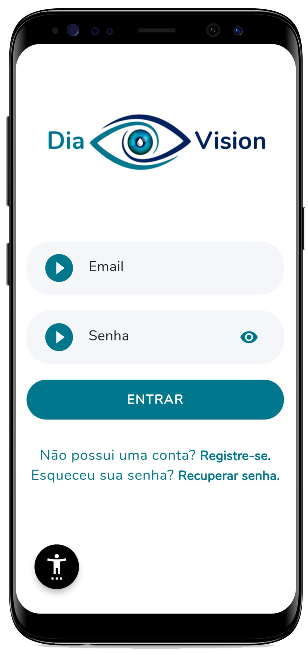 Dia Vision
Email
Senha
ENTRAR
Não possui uma conta? Registre-se.
Esqueceu sua senha? Recuperar senha.